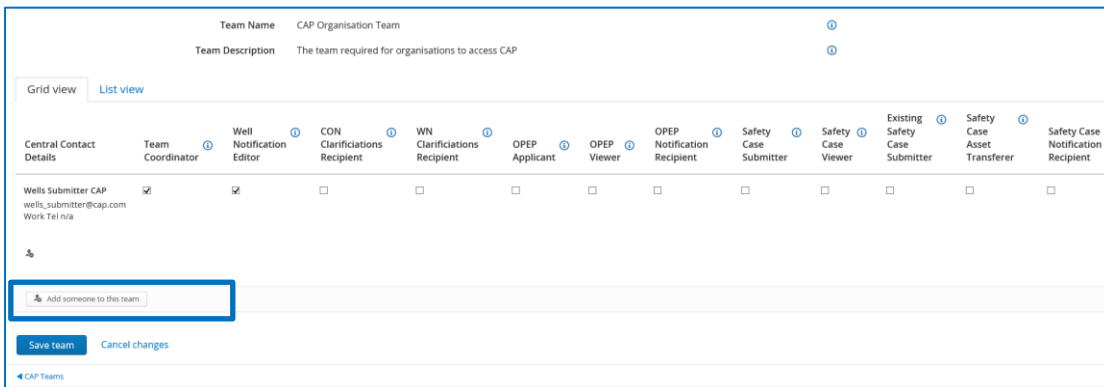 Team Name CAP Organisation Team
Team Description The team required for organisations to access CAP
Grid view List view
Central Contact Details
Team Coordinator
Well Notification Editor
CON Clarificiations Recipient
WN Clarificiations Recipient
OPEP Applicant
OPEP Viewer
OPEP Notification Recipient
Safety Case Submitter
Safety Case Viewer
Existing Safety Case Submitter
Safety Case Asset Transferer
Safety Case Notification Recipient
Wells Submitter CAP
wells_submitter@cap.com
Work Tel n/a
Add someone to this team
Save team Cancel changes
CAP Teams